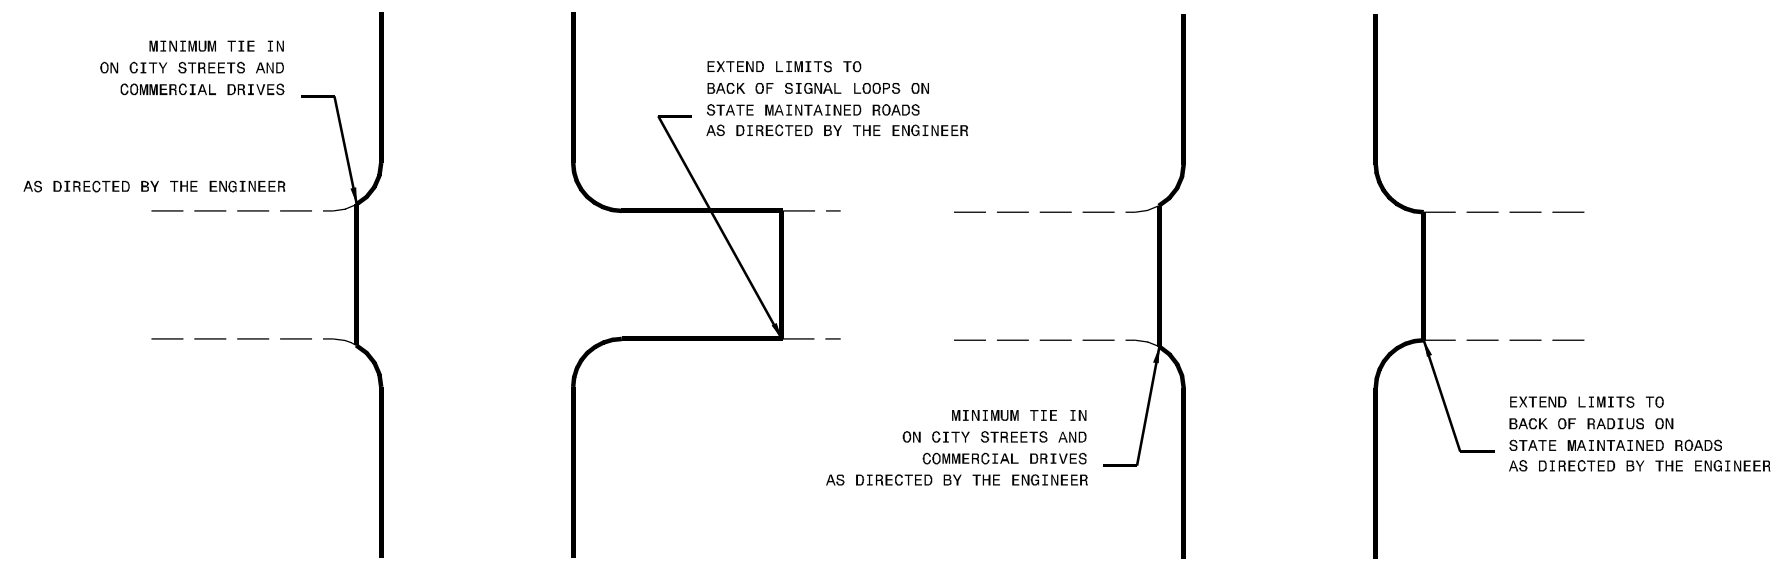 MINIMUM TIE IN
ON CITY STREETS AND
COMMERCIAL DRIVES
AS DIRECTED BY THE ENGINEER
EXTEND LIMITS TO
BACK OF SIGNAL LOOPS ON
STATE MAINTAINED ROADS
AS DIRECTED BY THE ENGINEER
MINIMUM TIE IN
ON CITY STREETS AND
COMMERCIAL DRIVES
AS DIRECTED BY THE ENGINEER
EXTEND LIMITS TO
BACK OF RADIUS ON
STATE MAINTAINED ROADS
AS DIRECTED BY THE ENGINEER